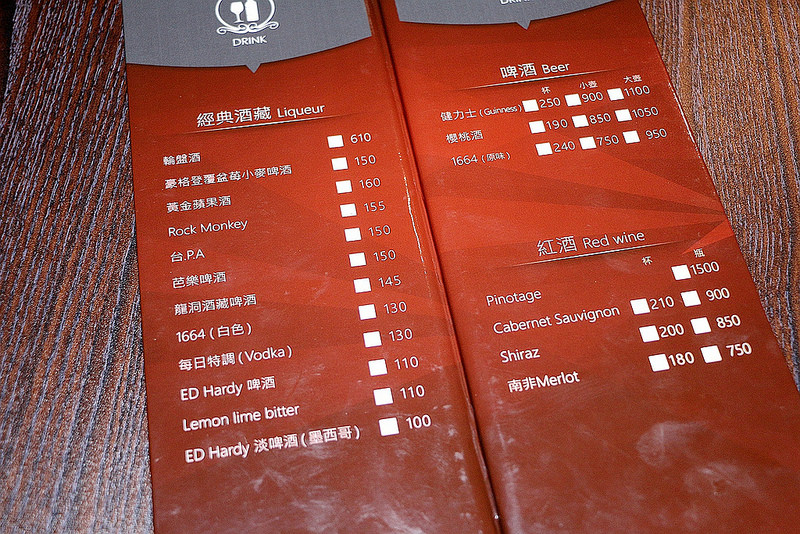 DRINK
經典酒藏 Liqueur
輪盤酒 610
豪格登覆盆苺小麥啤酒 150
黃金蘋果酒 160
Rock Monkey 155
台.P.A 150
芭樂啤酒 150
龍洞酒藏啤酒 145
1664 (白色) 130
每日特調 (Vodka) 130
ED Hardy 啤酒 110
Lemon lime bitter 110
ED Hardy 淡啤酒 (墨西哥) 100
DRINK
啤酒 Beer
杯 小壺 大壺
健力士 (Guinness) 250 900 1100
櫻桃酒 190 850 1050
1664 (原味) 240 750 950
紅酒 Red wine
杯 瓶
Pinotage 1500
Cabernet Sauvignon 210 900
Shiraz 200 850
南非Merlot 180 750